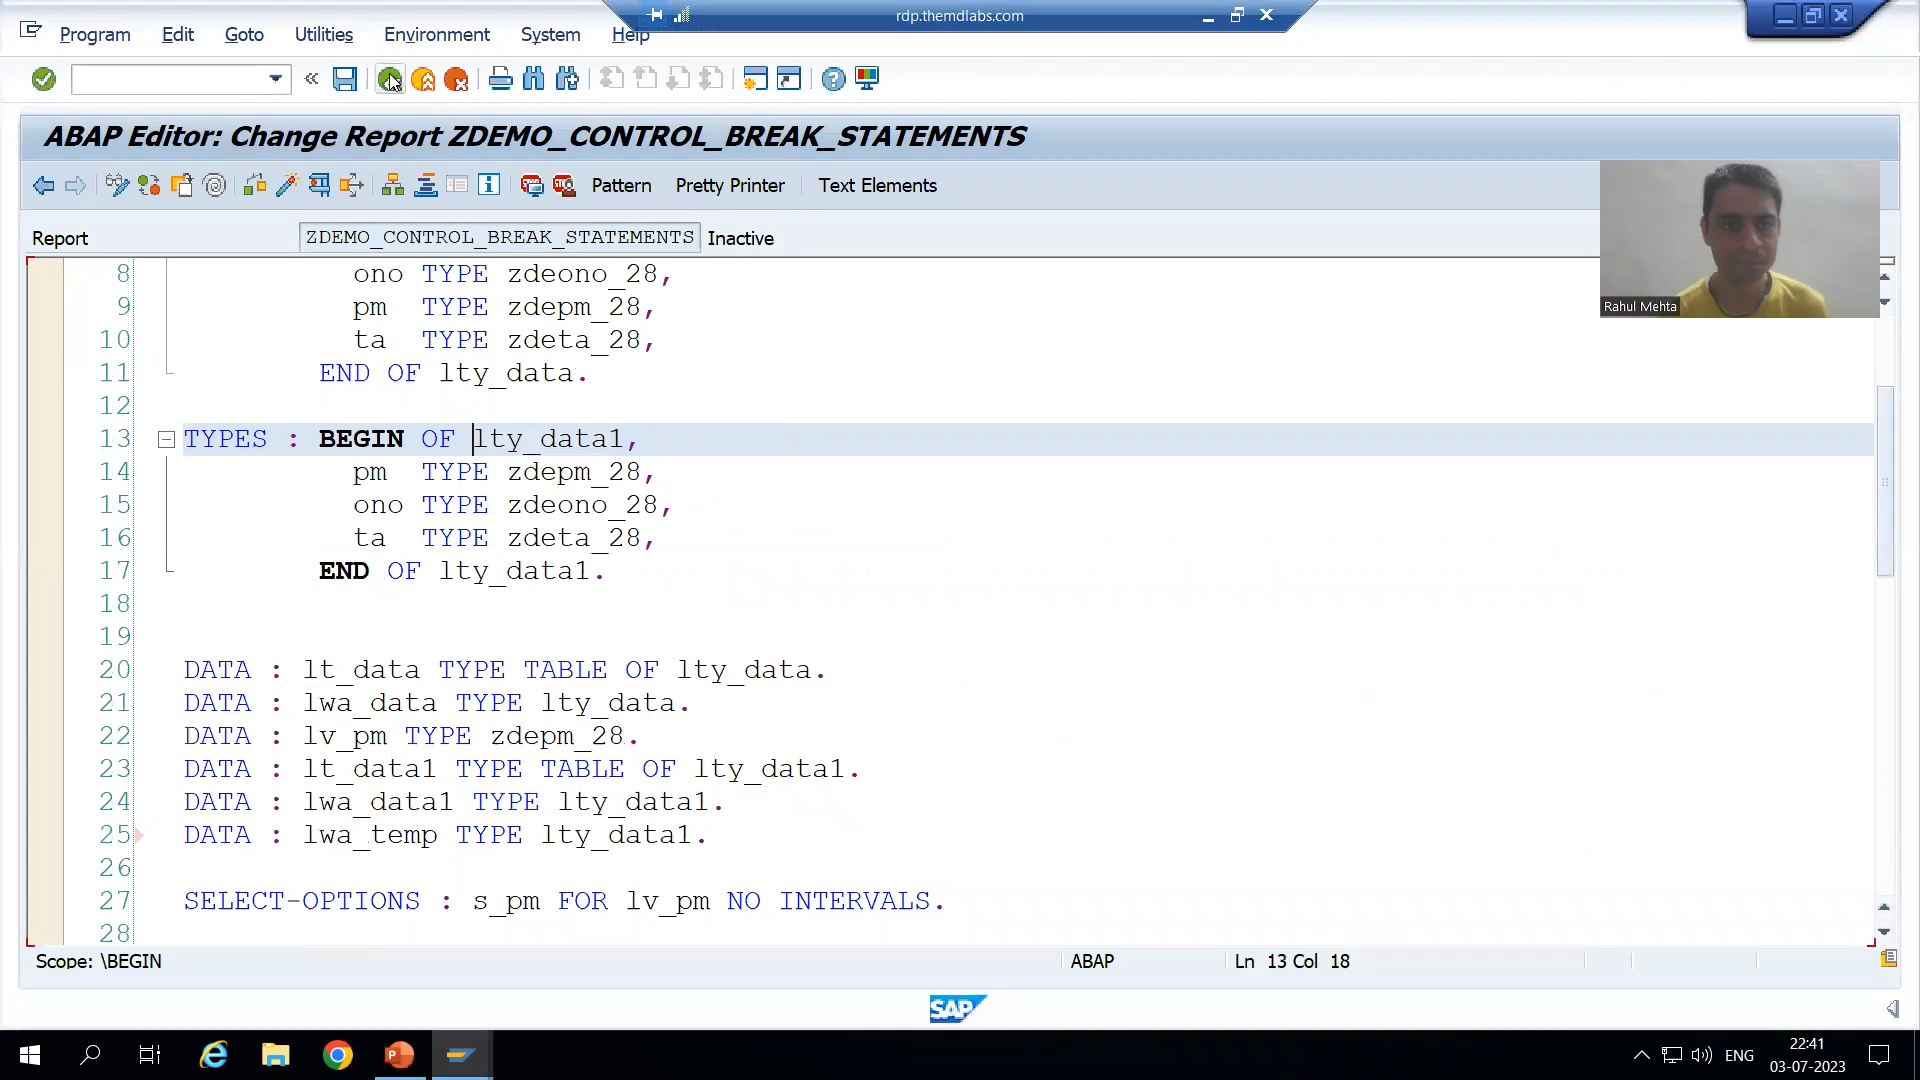 rdp.themdlabs.com
Program Edit Goto Utilities Environment System Help
ABAP Editor: Change Report ZDEMO_CONTROL_BREAK_STATEMENTS
Pattern Pretty Printer Text Elements
Report ZDEMO_CONTROL_BREAK_STATEMENTS Inactive
Rahul Mehta
8 ono TYPE zdeono_28,
9 pm TYPE zdepm_28,
10 ta TYPE zdeta_28,
11 END OF lty_data.
12
13 TYPES : BEGIN OF lty_data1,
14 pm TYPE zdepm_28,
15 ono TYPE zdeono_28,
16 ta TYPE zdeta_28,
17 END OF lty_data1.
18
19
20 DATA : lt_data TYPE TABLE OF lty_data.
21 DATA : lwa_data TYPE lty_data.
22 DATA : lv_pm TYPE zdepm_28.
23 DATA : lt_data1 TYPE TABLE OF lty_data1.
24 DATA : lwa_data1 TYPE lty_data1.
25 DATA : lwa_temp TYPE lty_data1.
26
27 SELECT-OPTIONS : s_pm FOR lv_pm NO INTERVALS.
28
Scope: \BEGIN ABAP Ln 13 Col 18
SAP
ENG
22:41
03-07-2023